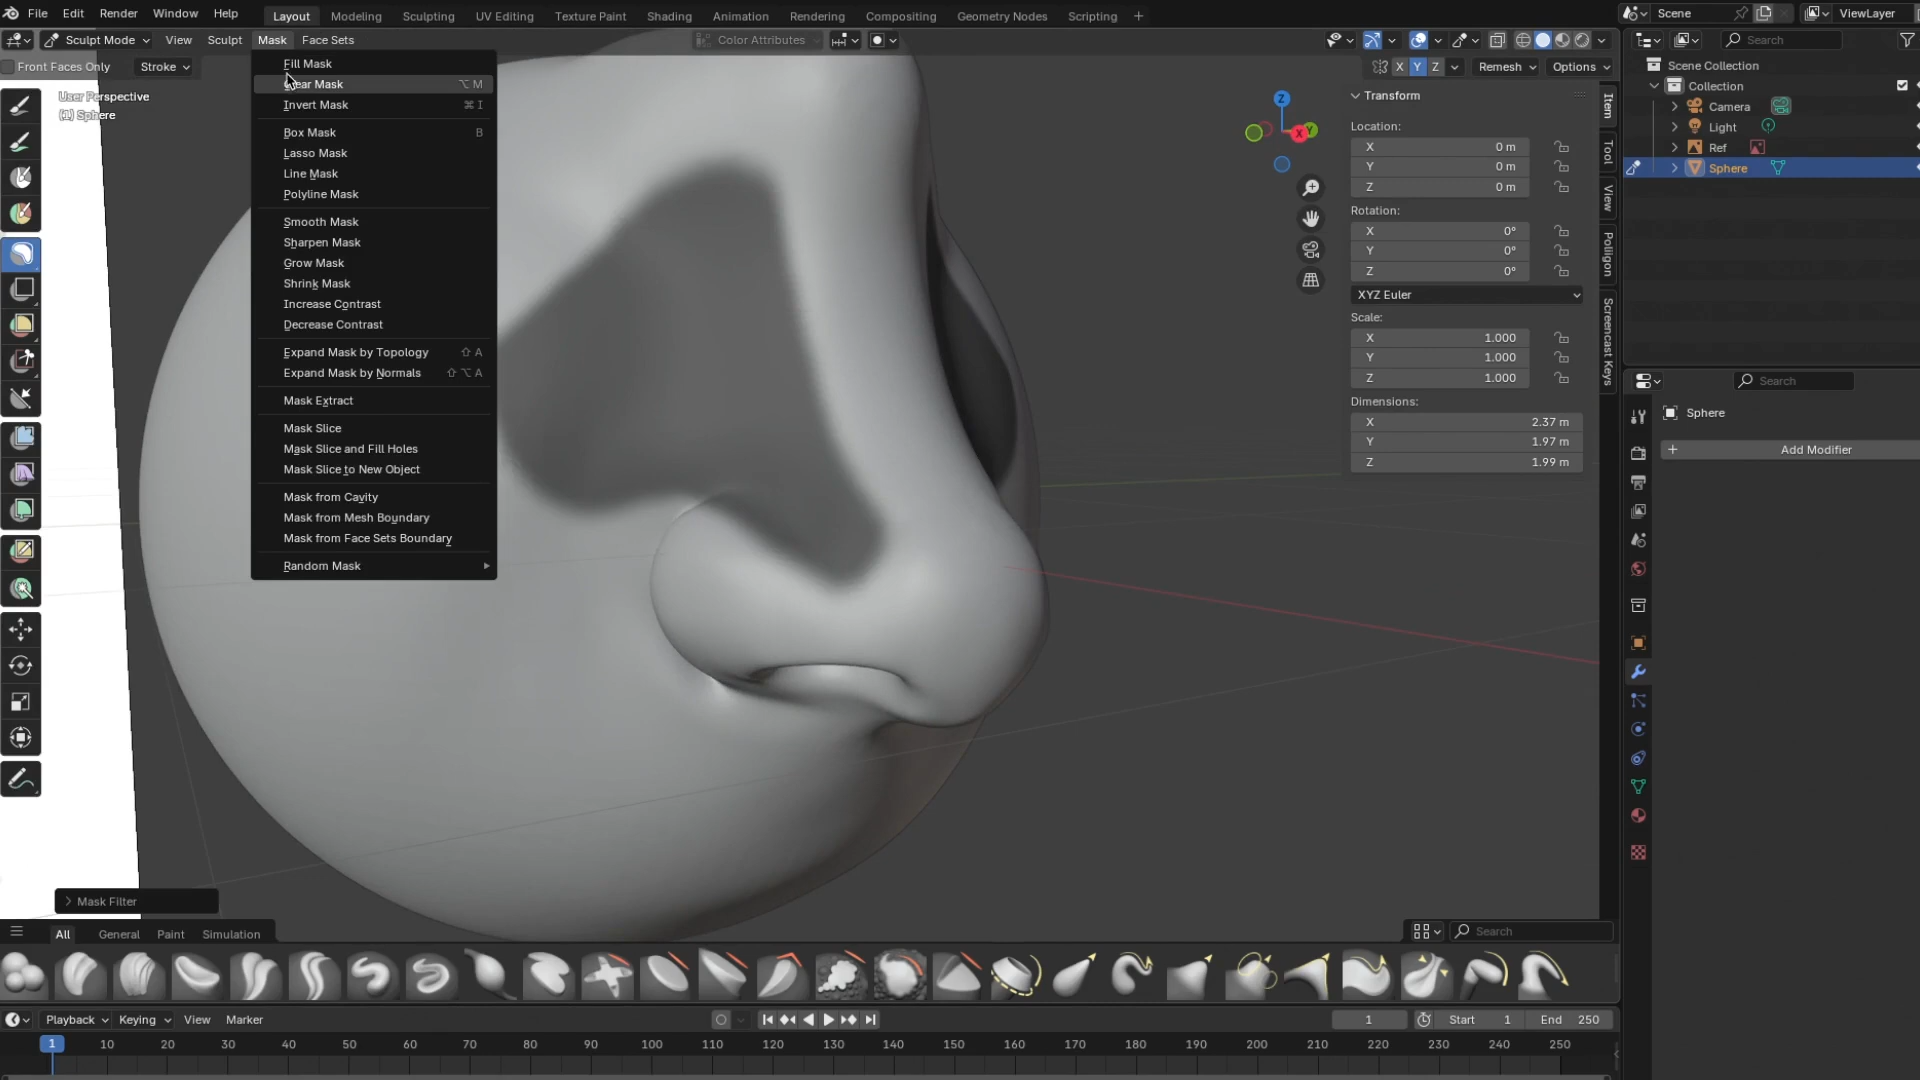 File Edit Render Window Help Layout Modeling Sculpting UV Editing Texture Paint Shading Animation Rendering Compositing Geometry Nodes Scripting + Scene ViewLayer
Sculpt Mode View Sculpt Mask Face Sets Color Attributes Search
Front Faces Only Stroke X Y Z Remesh Options
User Perspective
(1) Sphere
Fill Mask
Clear Mask ⌥ M
Invert Mask ⌘ I
Box Mask B
Lasso Mask
Line Mask
Polyline Mask
Smooth Mask
Sharpen Mask
Grow Mask
Shrink Mask
Increase Contrast
Decrease Contrast
Expand Mask by Topology ⇧ A
Expand Mask by Normals ⇧ ⌥ A
Mask Extract
Mask Slice
Mask Slice and Fill Holes
Mask Slice to New Object
Mask from Cavity
Mask from Mesh Boundary
Mask from Face Sets Boundary
Random Mask
Z
X Y
Transform
Location:
X 0 m
Y 0 m
Z 0 m
Rotation:
X 0°
Y 0°
Z 0°
XYZ Euler
Scale:
X 1.000
Y 1.000
Z 1.000
Dimensions:
X 2.37 m
Y 1.97 m
Z 1.99 m
Item
Tool
View
Polygon
Screencast Keys
Scene Collection
Collection
Camera
Light
Ref
Sphere
Search
Sphere
+ Add Modifier
Mask Filter
All General Paint Simulation Search
Playback Keying View Marker 1 Start 1 End 250
1 10 20 30 40 50 60 70 80 90 100 110 120 130 140 150 160 170 180 190 200 210 220 230 240 250